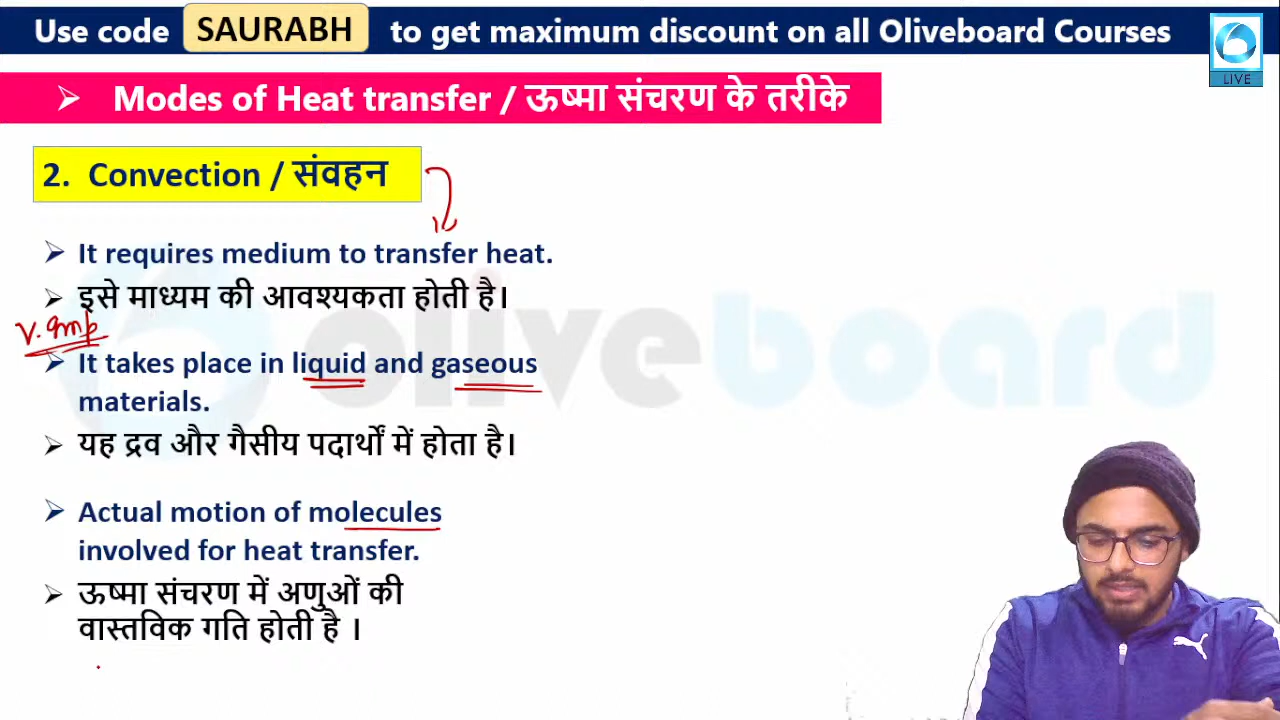 Use code SAURABH to get maximum discount on all Oliveboard Courses
LIVE
➢ Modes of Heat transfer / ऊष्मा संचरण के तरीके
2. Convection / संवहन
➢ It requires medium to transfer heat.
➢ इसे माध्यम की आवश्यकता होती है।
V. Imp
➢ It takes place in liquid and gaseous
materials.
➢ यह द्रव और गैसीय पदार्थों में होता है।
➢ Actual motion of molecules
involved for heat transfer.
➢ ऊष्मा संचरण में अणुओं की
वास्तविक गति होती है ।
oliveboard